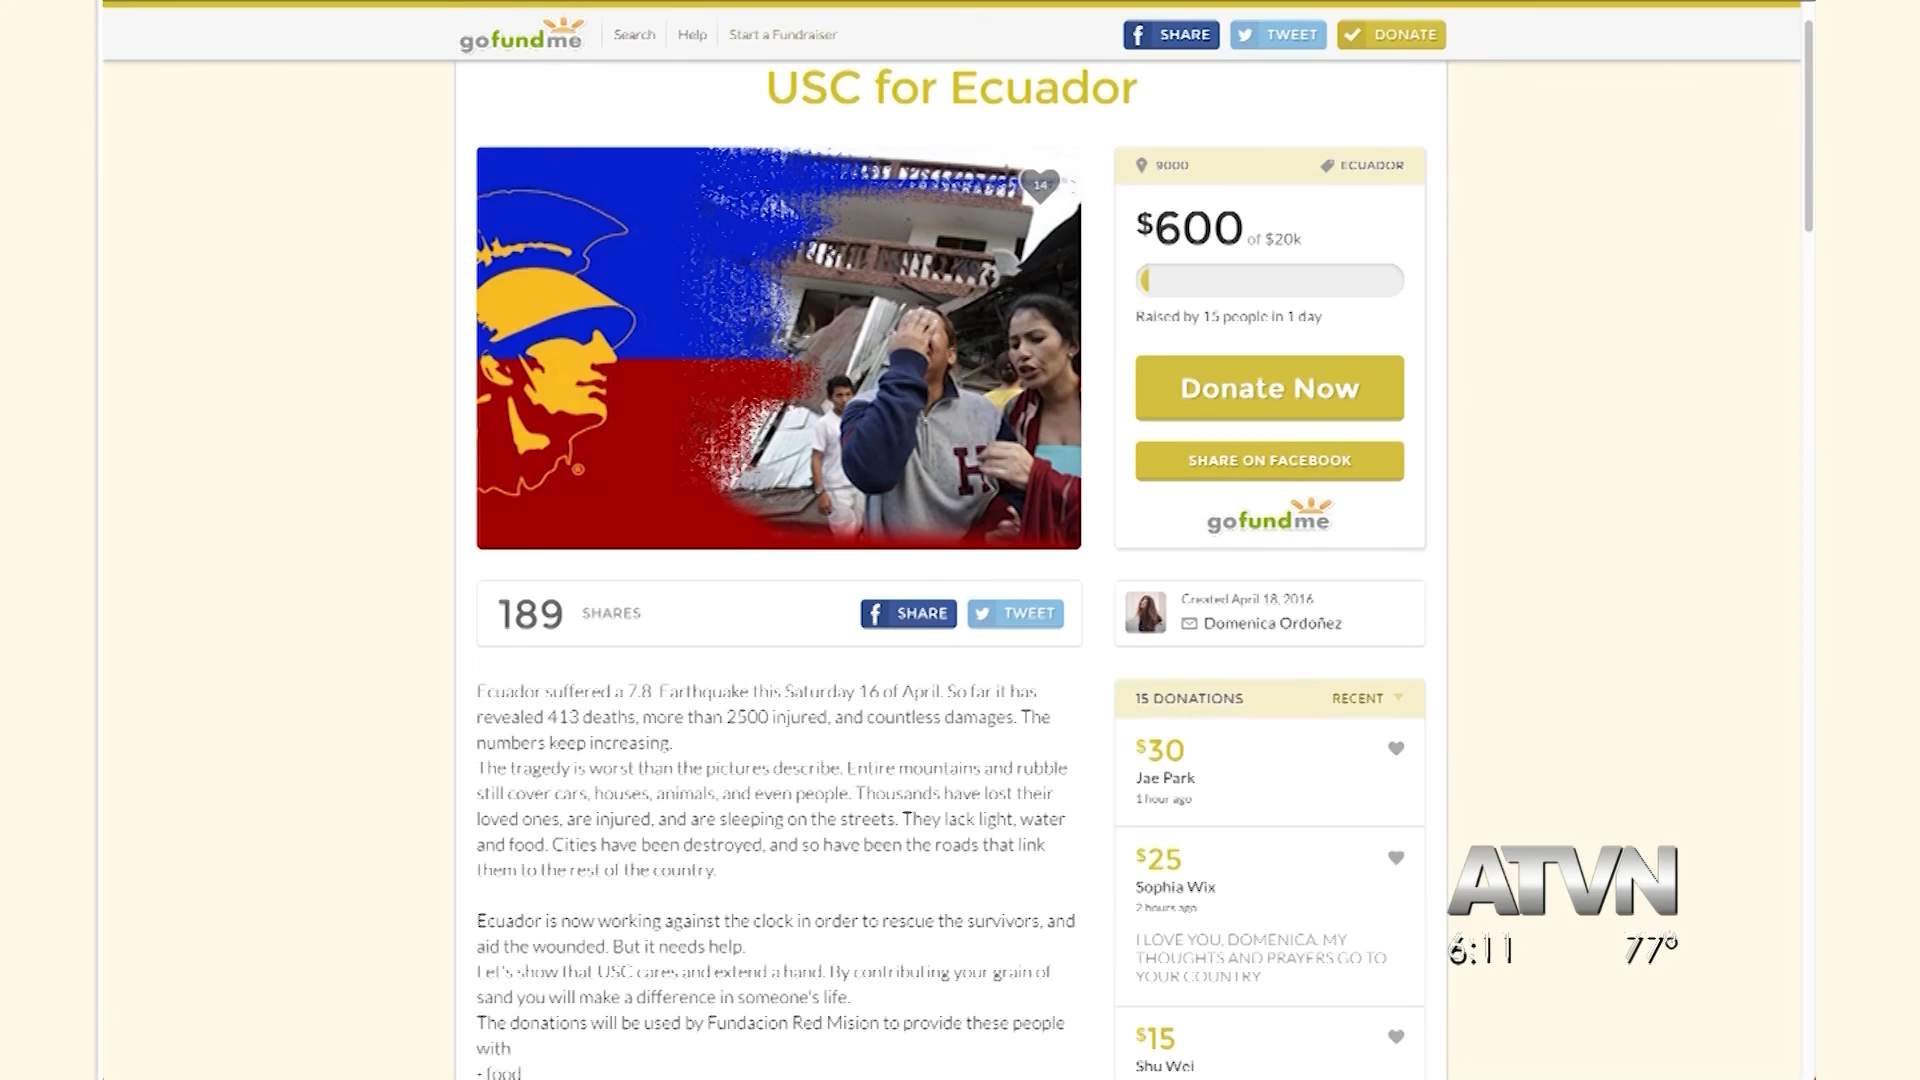 gofundme Search Help Start a Fundraiser SHARE TWEET DONATE
USC for Ecuador
14
H
®
9000 ECUADOR
$600 of $20k
Raised by 15 people in 1 day
Donate Now
SHARE ON FACEBOOK
gofundme
189 SHARES SHARE TWEET
Created April 18, 2016
Domenica Ordoñez
Ecuador suffered a 7.8 Earthquake this Saturday 16 of April. So far it has
revealed 413 deaths, more than 2500 injured, and countless damages. The
numbers keep increasing.
The tragedy is worst than the pictures describe. Entire mountains and rubble
still cover cars, houses, animals, and even people. Thousands have lost their
loved ones, are injured, and are sleeping on the streets. They lack light, water
and food. Cities have been destroyed, and so have been the roads that link
them to the rest of the country.
Ecuador is now working against the clock in order to rescue the survivors, and
aid the wounded. But it needs help.
Let's show that USC cares and extend a hand. By contributing your grain of
sand you will make a difference in someone's life.
The donations will be used by Fundacion Red Mision to provide these people
with
- food
15 DONATIONS RECENT
$30
Jae Park
1 hour ago
$25
Sophia Wix
2 hours ago
I LOVE YOU, DOMENICA. MY
THOUGHTS AND PRAYERS GO TO
YOUR COUNTRY
$15
Shu Wei
ATVN
6:11 77°